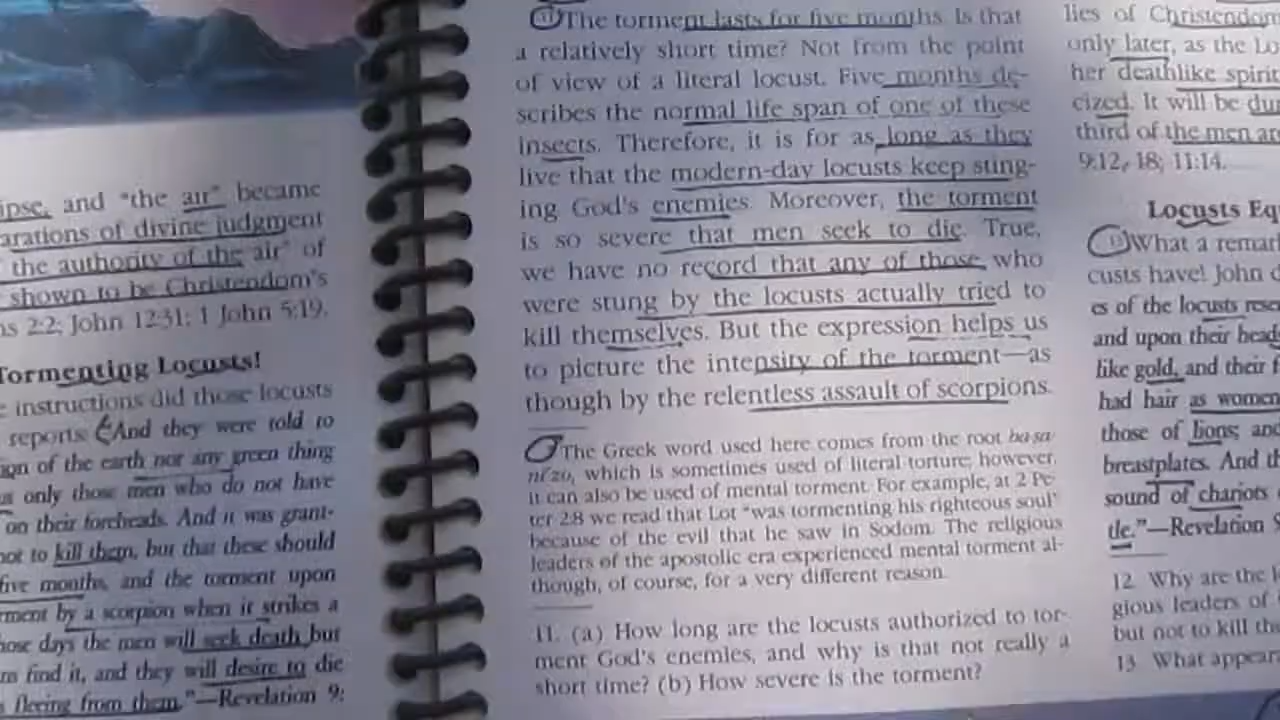 ipse, and "the air" became
arations of divine judgment
the authority of the air" of
shown to be Christendom's
2:2; John 12:31; 1 John 5:19.
Tormenting Locusts!
instructions did those locusts
reports: "And they were told to
of the earth nor any green thing
only those men who do not have
on their foreheads. And it was grant-
not to kill them, but that these should
five months, and the torment upon
by a scorpion when it strikes a
days the men will seek death but
find it, and they will desire to die
fleeing from them."—Revelation 9:
11 The torment lasts for five months. Is that
a relatively short time? Not from the point
of view of a literal locust. Five months de-
scribes the normal life span of one of these
insects. Therefore, it is for as long as they
live that the modern-day locusts keep sting-
ing God's enemies. Moreover, the torment
is so severe that men seek to die. True,
we have no record that any of those who
were stung by the locusts actually tried to
kill themselves. But the expression helps us
to picture the intensity of the torment—as
though by the relentless assault of scorpions.
The Greek word used here comes from the root ba·sa·
ni′zo, which is sometimes used of literal torture; however,
it can also be used of mental torment. For example, at 2 Pe-
ter 2:8 we read that Lot "was tormenting his righteous soul"
because of the evil that he saw in Sodom. The religious
leaders of the apostolic era experienced mental torment al-
though, of course, for a very different reason.
11. (a) How long are the locusts authorized to tor-
ment God's enemies, and why is that not really a
short time? (b) How severe is the torment?
lies of Christendom
only later, as the Lo
her deathlike spirit
cized. It will be du
third of the men ar
9:12, 18; 11:14.
Locusts Eq
13 What a remar
custs have! John d
es of the locusts rese
and upon their head
like gold, and their f
had hair as women
those of lions; and
breastplates. And th
sound of chariots
tle."—Revelation 9
12. Why are the
gious leaders of
but not to kill the
13. What appear